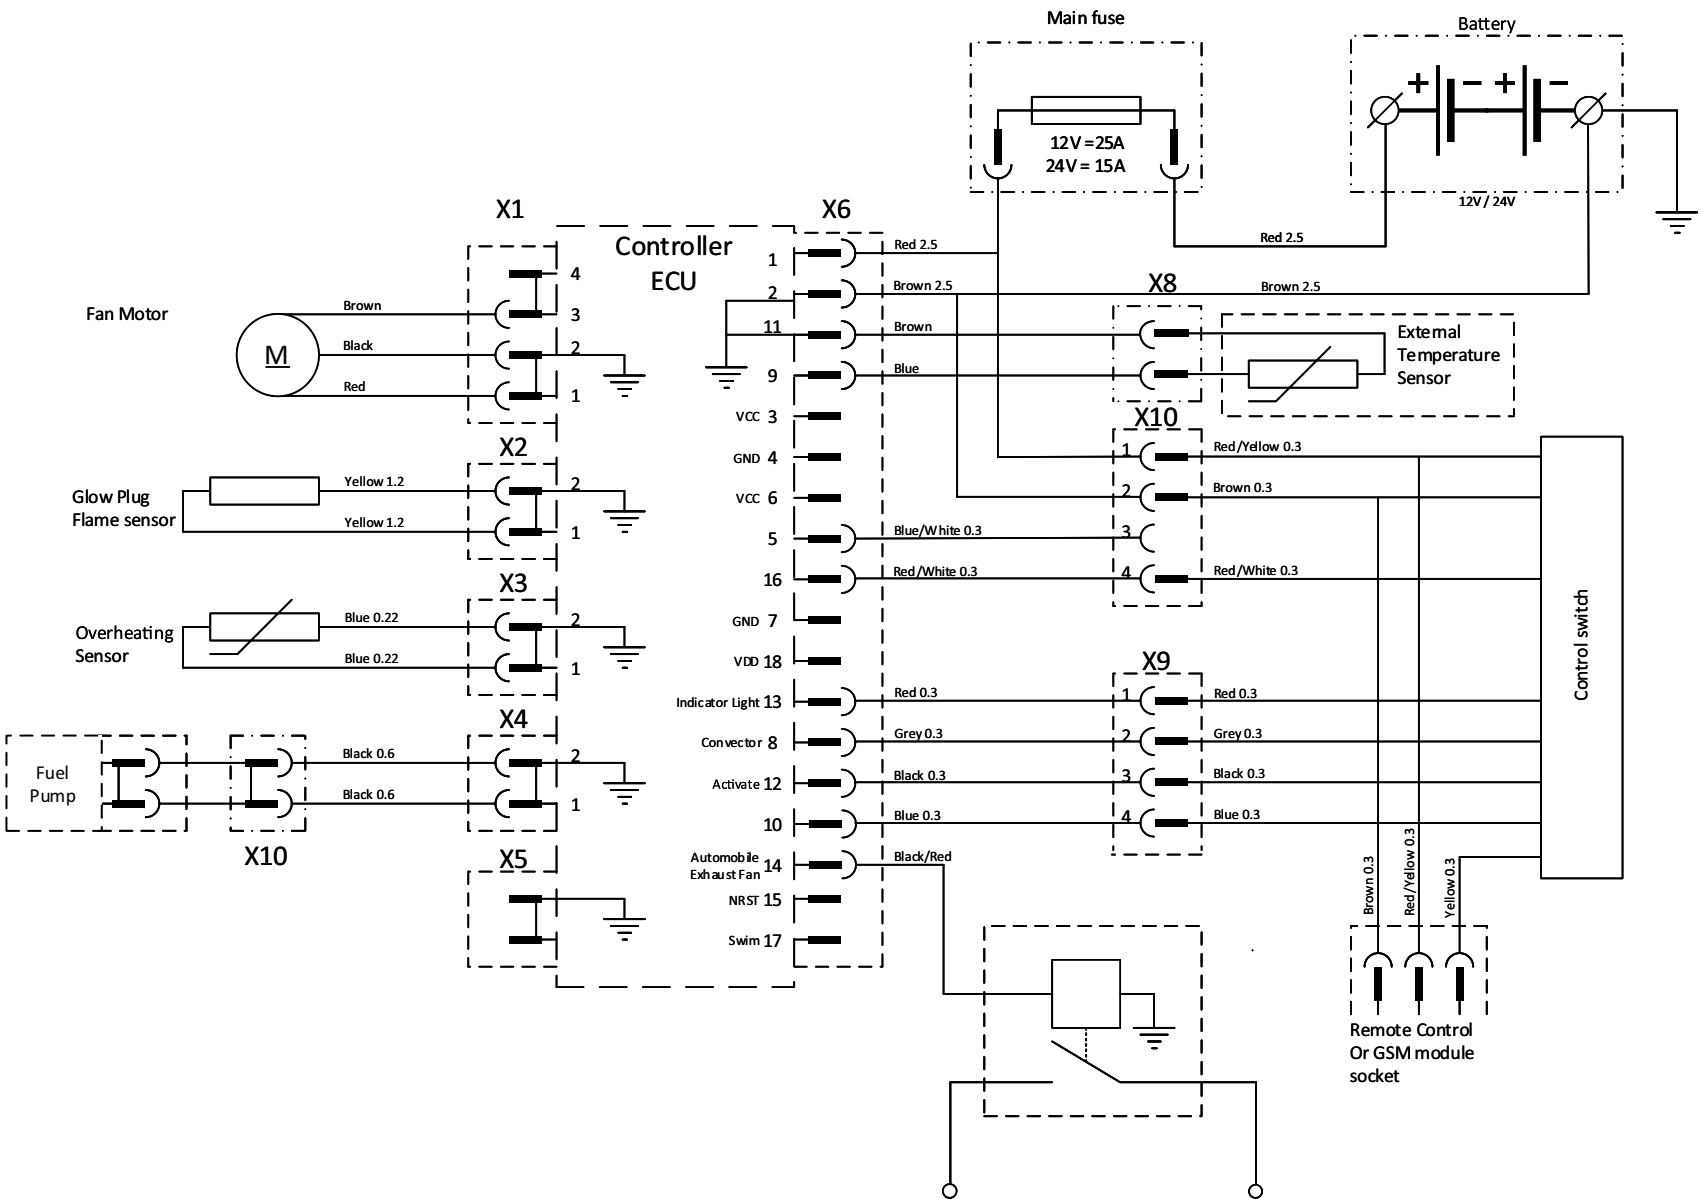 Main fuse
Battery
12V =25A
24V = 15A
12V / 24V
Red 2.5
X1
Controller
ECU
X6
4
3
2
1
Fan Motor
M
Brown
Black
Red
1
2
11
9
VCC 3
GND 4
VCC 6
5
16
GND 7
VDD 18
Indicator Light 13
Convector 8
Activate 12
10
Automobile
Exhaust Fan 14
NRST 15
Swim 17
Red 2.5
Brown 2.5
Brown 2.5
Brown
Blue
X8
External
Temperature
Sensor
X10
1
2
3
4
Red/Yellow 0.3
Brown 0.3
Blue/White 0.3
Red/White 0.3
Red/White 0.3
X2
Glow Plug
Flame sensor
Yellow 1.2
Yellow 1.2
2
1
X3
Overheating
Sensor
Blue 0.22
Blue 0.22
2
1
X9
1
2
3
4
Red 0.3
Red 0.3
Grey 0.3
Grey 0.3
Black 0.3
Black 0.3
Blue 0.3
Blue 0.3
Control switch
X4
Fuel
Pump
Black 0.6
Black 0.6
2
1
X10
X5
Black/Red
Brown 0.3
Red/Yellow 0.3
Yellow 0.3
Remote Control
Or GSM module
socket